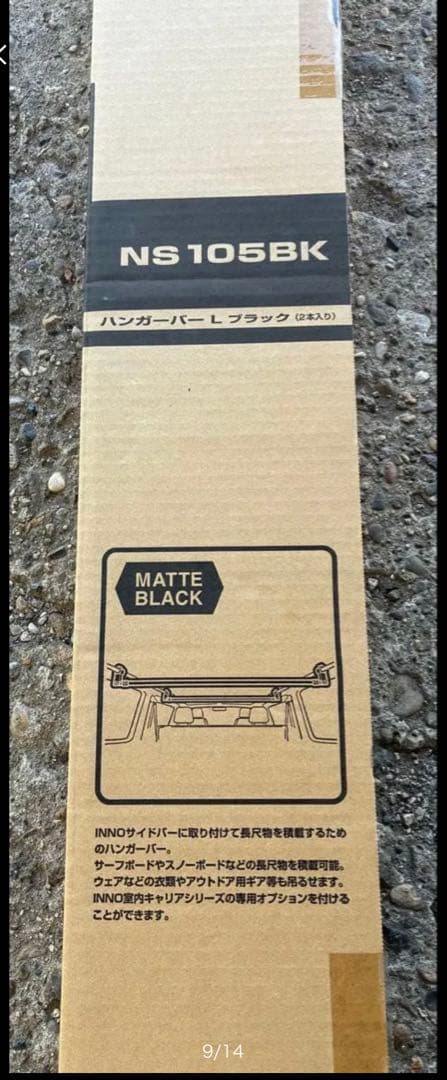 NS105BK
ハンガーバー L ブラック (2本入り)
MATTE
BLACK
INNOサイドバーに取り付けて長尺物を積載するため
のハンガーバー。
サーフボードやスノーボードなどの長尺物を積載可能。
ウェアなどの衣類やアウトドア用ギア等も吊るせます。
INNO室内キャリアシリーズの専用オプションを付ける
ことができます。
9/14